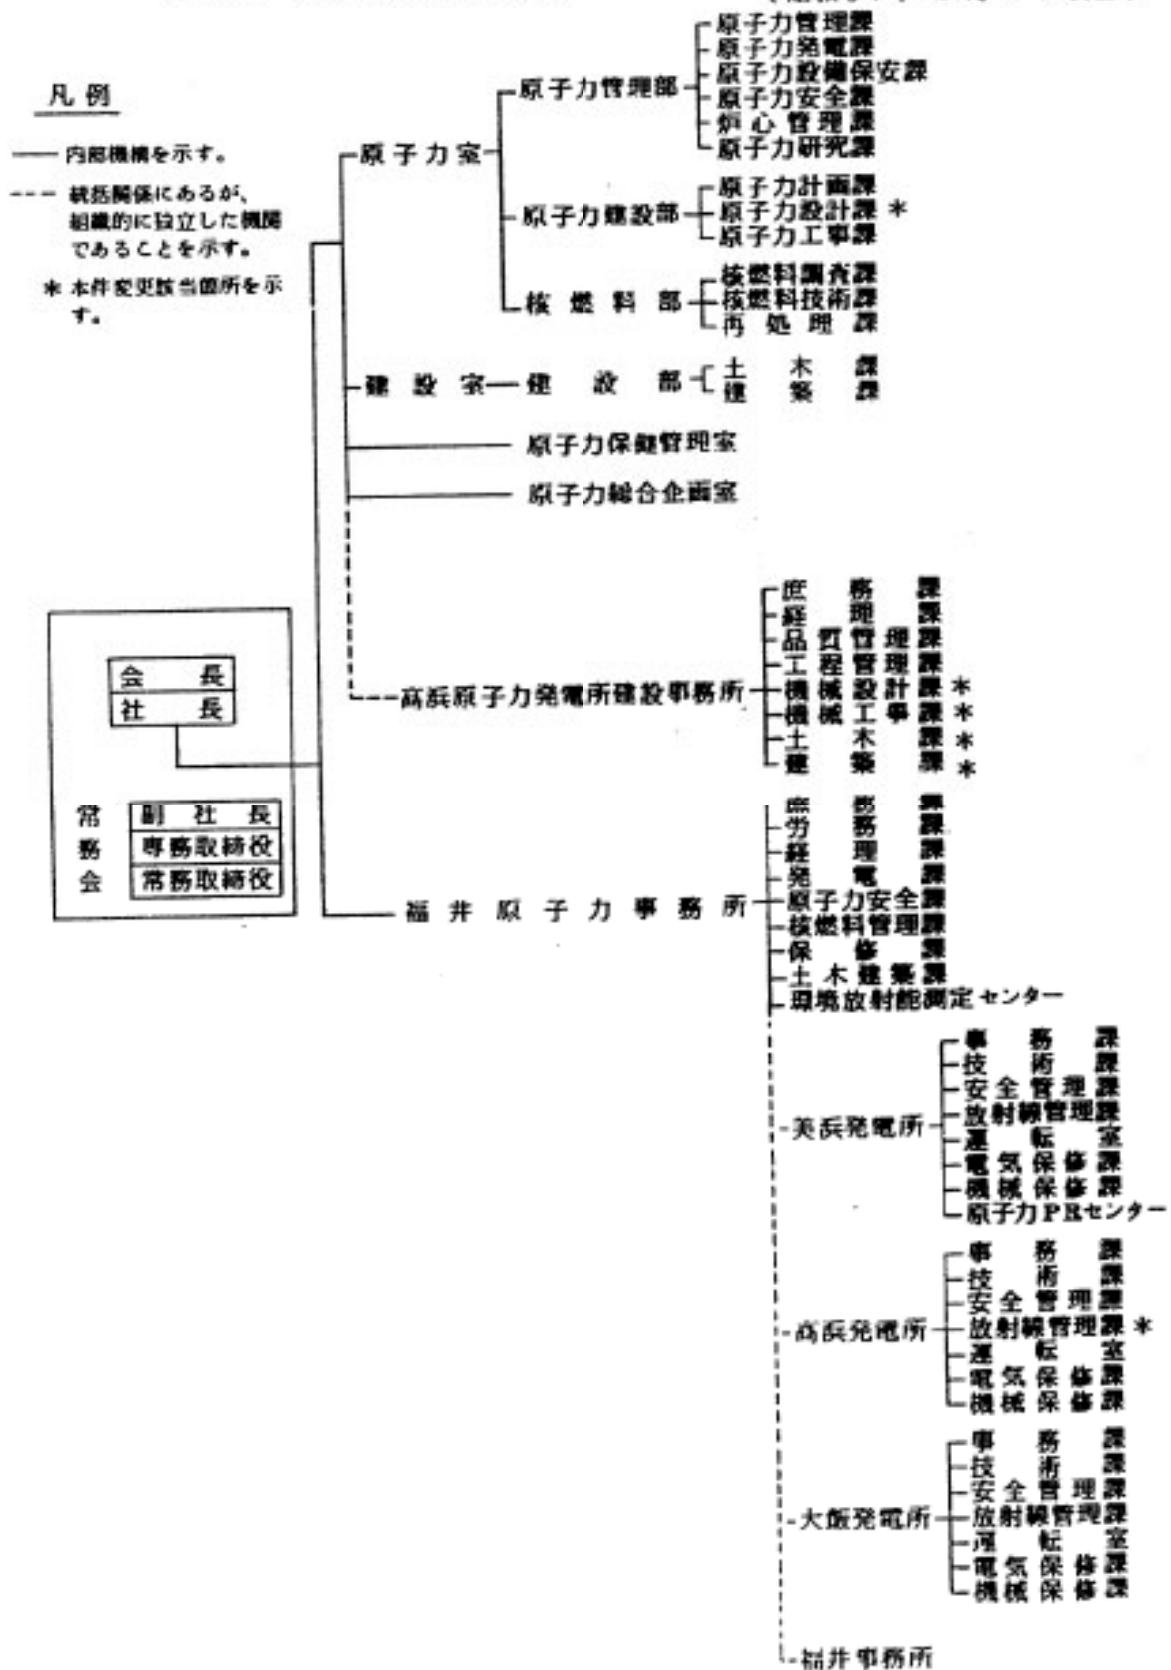 凡例
内部機構を示す。
統括関係にあるが、
組織的に独立した機関
であることを示す。
* 本件変更該当箇所を示
す。
原子力室
原子力管理部
原子力管理課
原子力発電課
原子力設備保安課
原子力安全課
炉心管理課
原子力研究課
原子力建設部
原子力計画課
原子力設計課 *
原子力工事課
核燃料部
核燃料調査課
核燃料技術課
再処理課
建設室
建設部
土木課
建築課
原子力保健管理室
原子力総合企画室
高浜原子力発電所建設事務所
庶務課
経理課
品質管理課
工程管理課
機械設計課 *
機械工事課 *
土木課 *
建築課 *
会長
社長
常務会
副社長
専務取締役
常務取締役
福井原子力事務所
庶務課
労務課
経理課
発電課
原子力安全課
核燃料管理課
保修課
土木建築課
環境放射能測定センター
美浜発電所
事務課
技術課
安全管理課
放射線管理課
運転室
電気保修課
機械保修課
原子力PRセンター
高浜発電所
事務課
技術課
安全管理課
放射線管理課 *
運転室
電気保修課
機械保修課
大飯発電所
事務課
技術課
安全管理課
放射線管理課
運転室
電気保修課
機械保修課
福井事務所